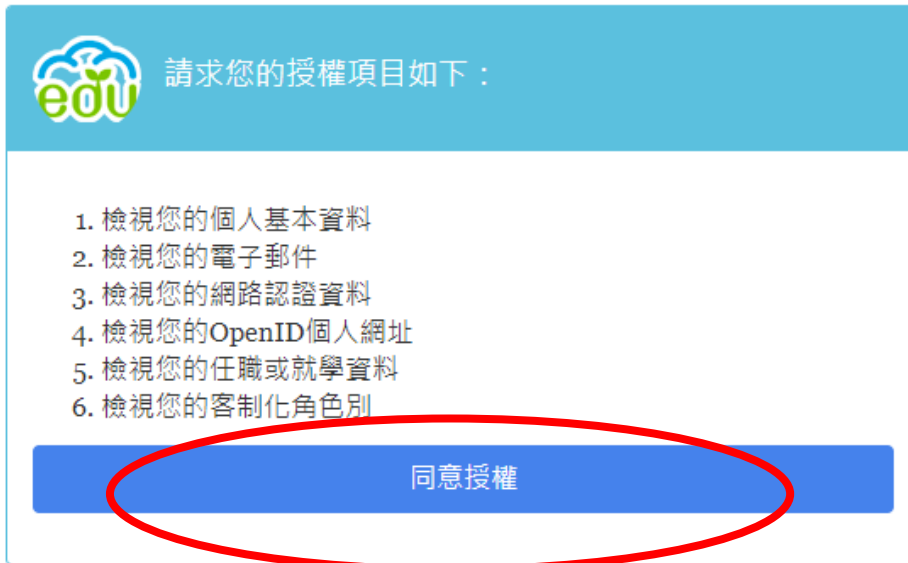 edu
請求您的授權項目如下：
1. 檢視您的個人基本資料
2. 檢視您的電子郵件
3. 檢視您的網路認證資料
4. 檢視您的OpenID個人網址
5. 檢視您的任職或就學資料
6. 檢視您的客制化角色別
同意授權